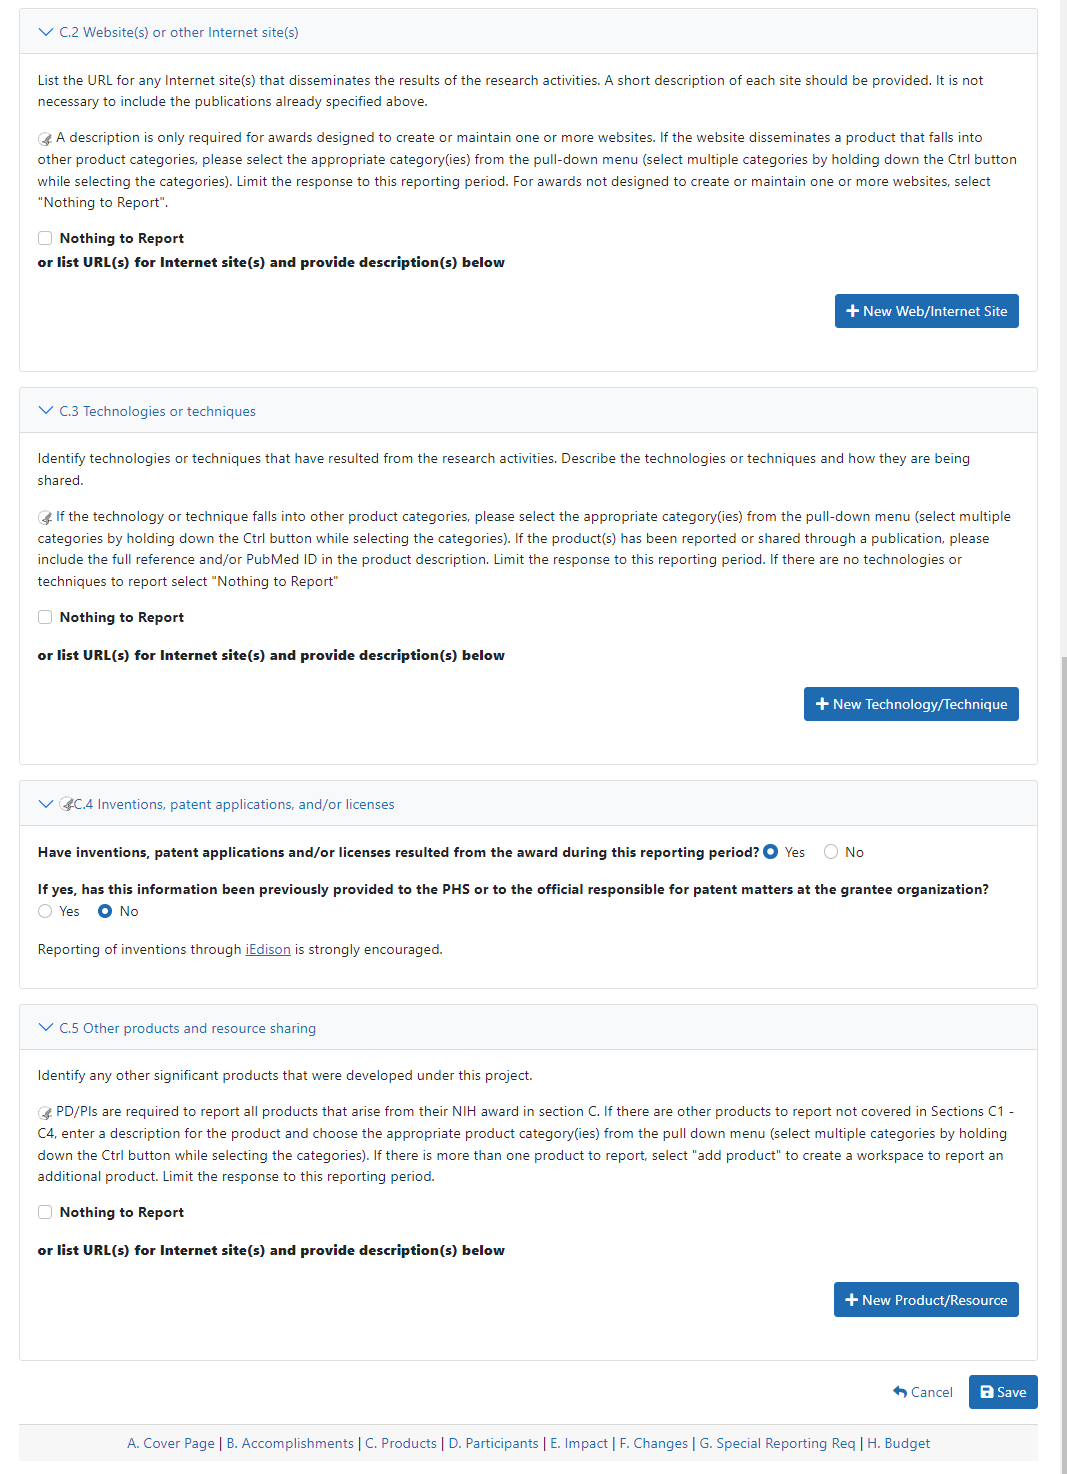 C.2 Website(s) or other Internet site(s)
List the URL for any Internet site(s) that disseminates the results of the research activities. A short description of each site should be provided. It is not
necessary to include the publications already specified above.
A description is only required for awards designed to create or maintain one or more websites. If the website disseminates a product that falls into
other product categories, please select the appropriate category(ies) from the pull-down menu (select multiple categories by holding down the Ctrl button
while selecting the categories). Limit the response to this reporting period. For awards not designed to create or maintain one or more websites, select
"Nothing to Report".
Nothing to Report
or list URL(s) for Internet site(s) and provide description(s) below
New Web/Internet Site
C.3 Technologies or techniques
Identify technologies or techniques that have resulted from the research activities. Describe the technologies or techniques and how they are being
shared.
If the technology or technique falls into other product categories, please select the appropriate category(ies) from the pull-down menu (select multiple
categories by holding down the Ctrl button while selecting the categories). If the product(s) has been reported or shared through a publication, please
include the full reference and/or PubMed ID in the product description. Limit the response to this reporting period. If there are no technologies or
techniques to report select "Nothing to Report"
Nothing to Report
or list URL(s) for Internet site(s) and provide description(s) below
New Technology/Technique
C.4 Inventions, patent applications, and/or licenses
Have inventions, patent applications and/or licenses resulted from the award during this reporting period? Yes No
If yes, has this information been previously provided to the PHS or to the official responsible for patent matters at the grantee organization?
Yes No
Reporting of inventions through iEdison is strongly encouraged.
C.5 Other products and resource sharing
Identify any other significant products that were developed under this project.
PD/PIs are required to report all products that arise from their NIH award in section C. If there are other products to report not covered in Sections C1 -
C4, enter a description for the product and choose the appropriate product category(ies) from the pull down menu (select multiple categories by holding
down the Ctrl button while selecting the categories). If there is more than one product to report, select "add product" to create a workspace to report an
additional product. Limit the response to this reporting period.
Nothing to Report
or list URL(s) for Internet site(s) and provide description(s) below
New Product/Resource
Cancel Save
A. Cover Page | B. Accomplishments | C. Products | D. Participants | E. Impact | F. Changes | G. Special Reporting Req | H. Budget